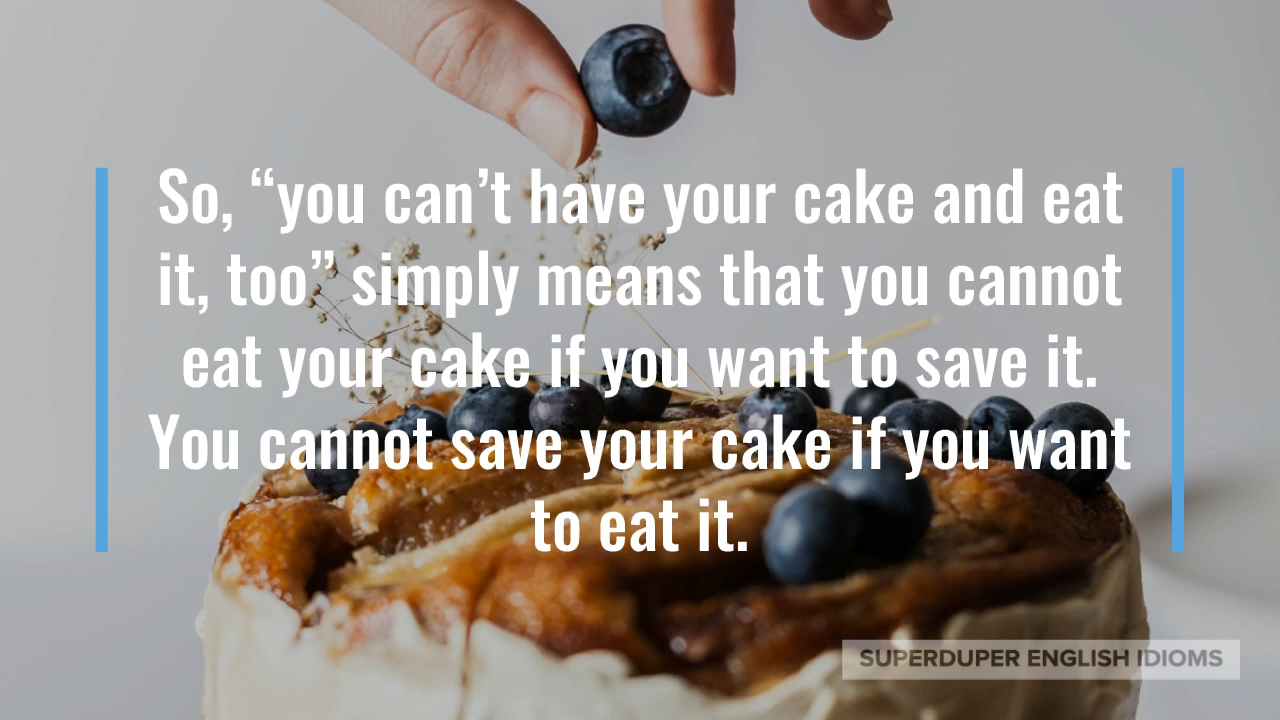 So, “you can’t have your cake and eat
it, too” simply means that you cannot
eat your cake if you want to save it.
You cannot save your cake if you want
to eat it.
SUPERDUPER ENGLISH IDIOMS